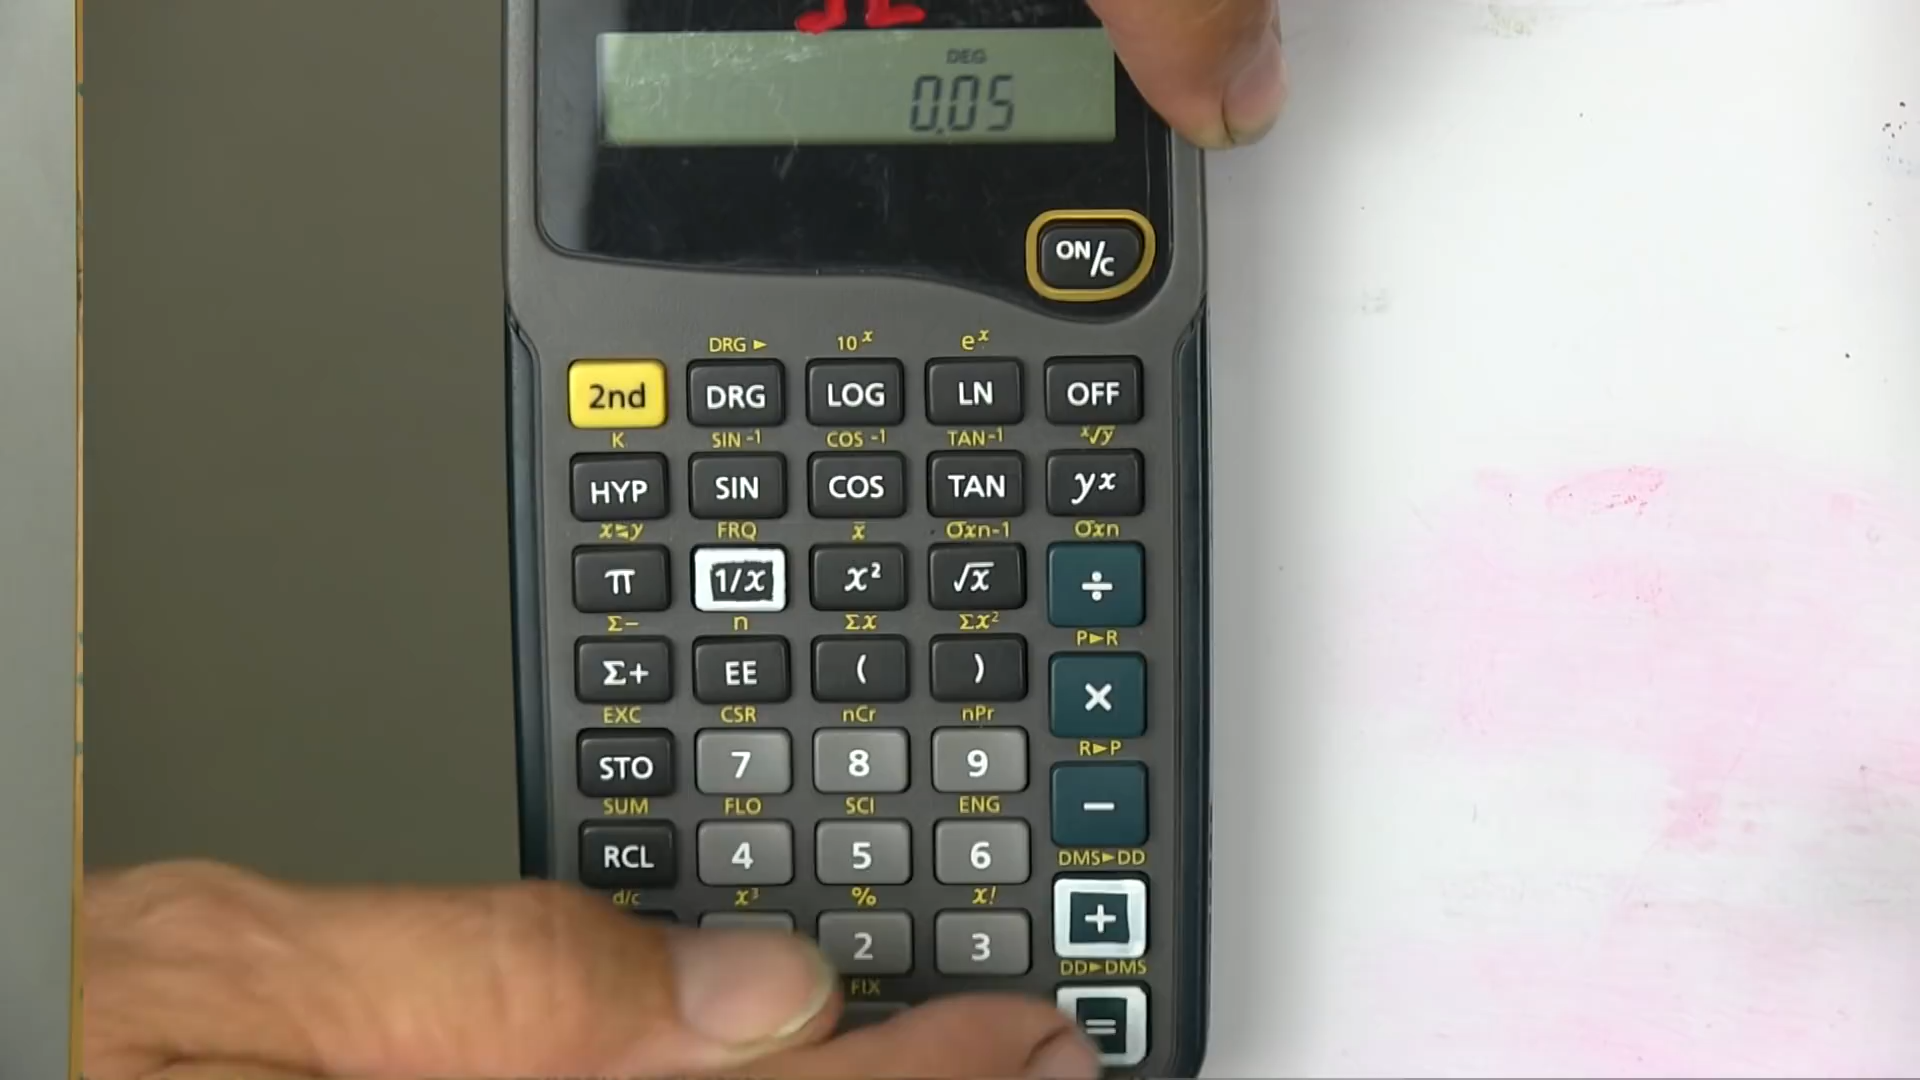 DEG
0.05
ON/C
DRG ► 10ˣ eˣ
2nd DRG LOG LN OFF
K SIN⁻¹ COS⁻¹ TAN⁻¹ ˣ√y
HYP SIN COS TAN yˣ
x⇆y FRQ x̄ σxn-1 σxn
π 1/x x² √x ÷
Σ- n Σx Σx² P►R
Σ+ EE ( ) ×
EXC CSR nCr nPr R►P
STO 7 8 9 −
SUM FLO SCI ENG DMS►DD
RCL 4 5 6 +
d/c x³ % x! DD►DMS
2 3 =
FIX